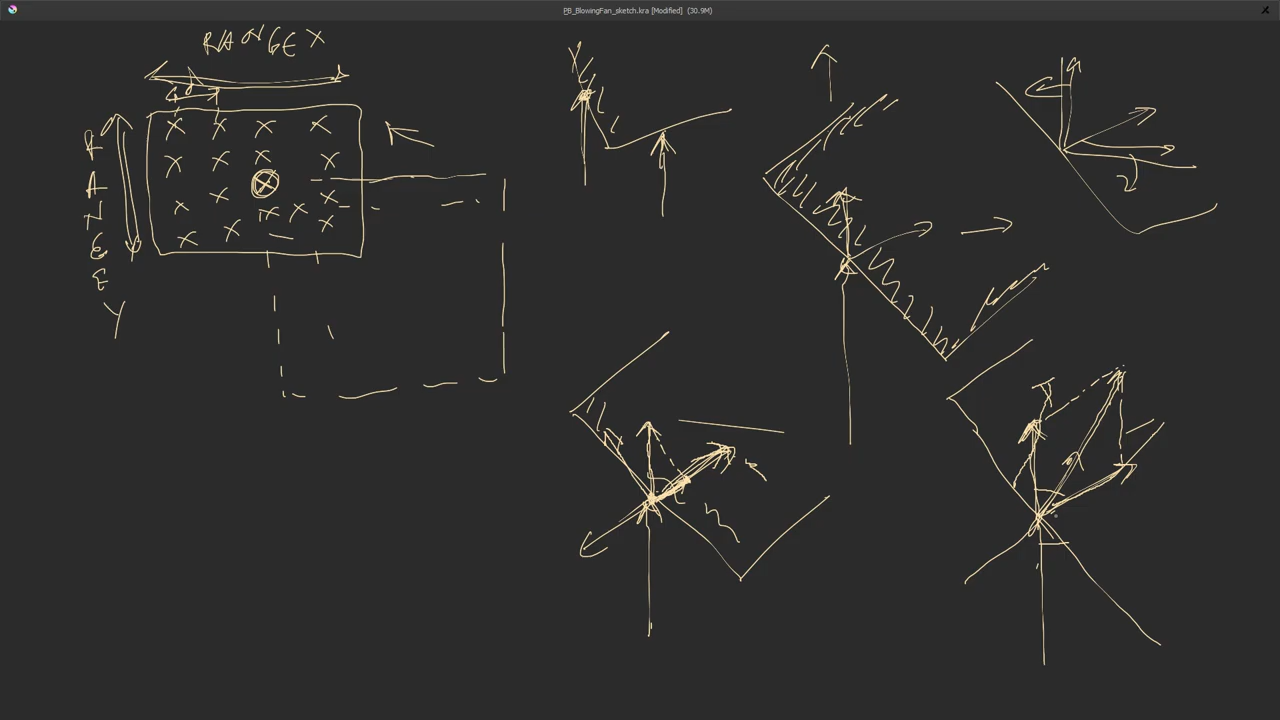 PB_BlowingFan_sketch.kra [Modified] (30.9M)
RANGE X
d
RANGE Y
n